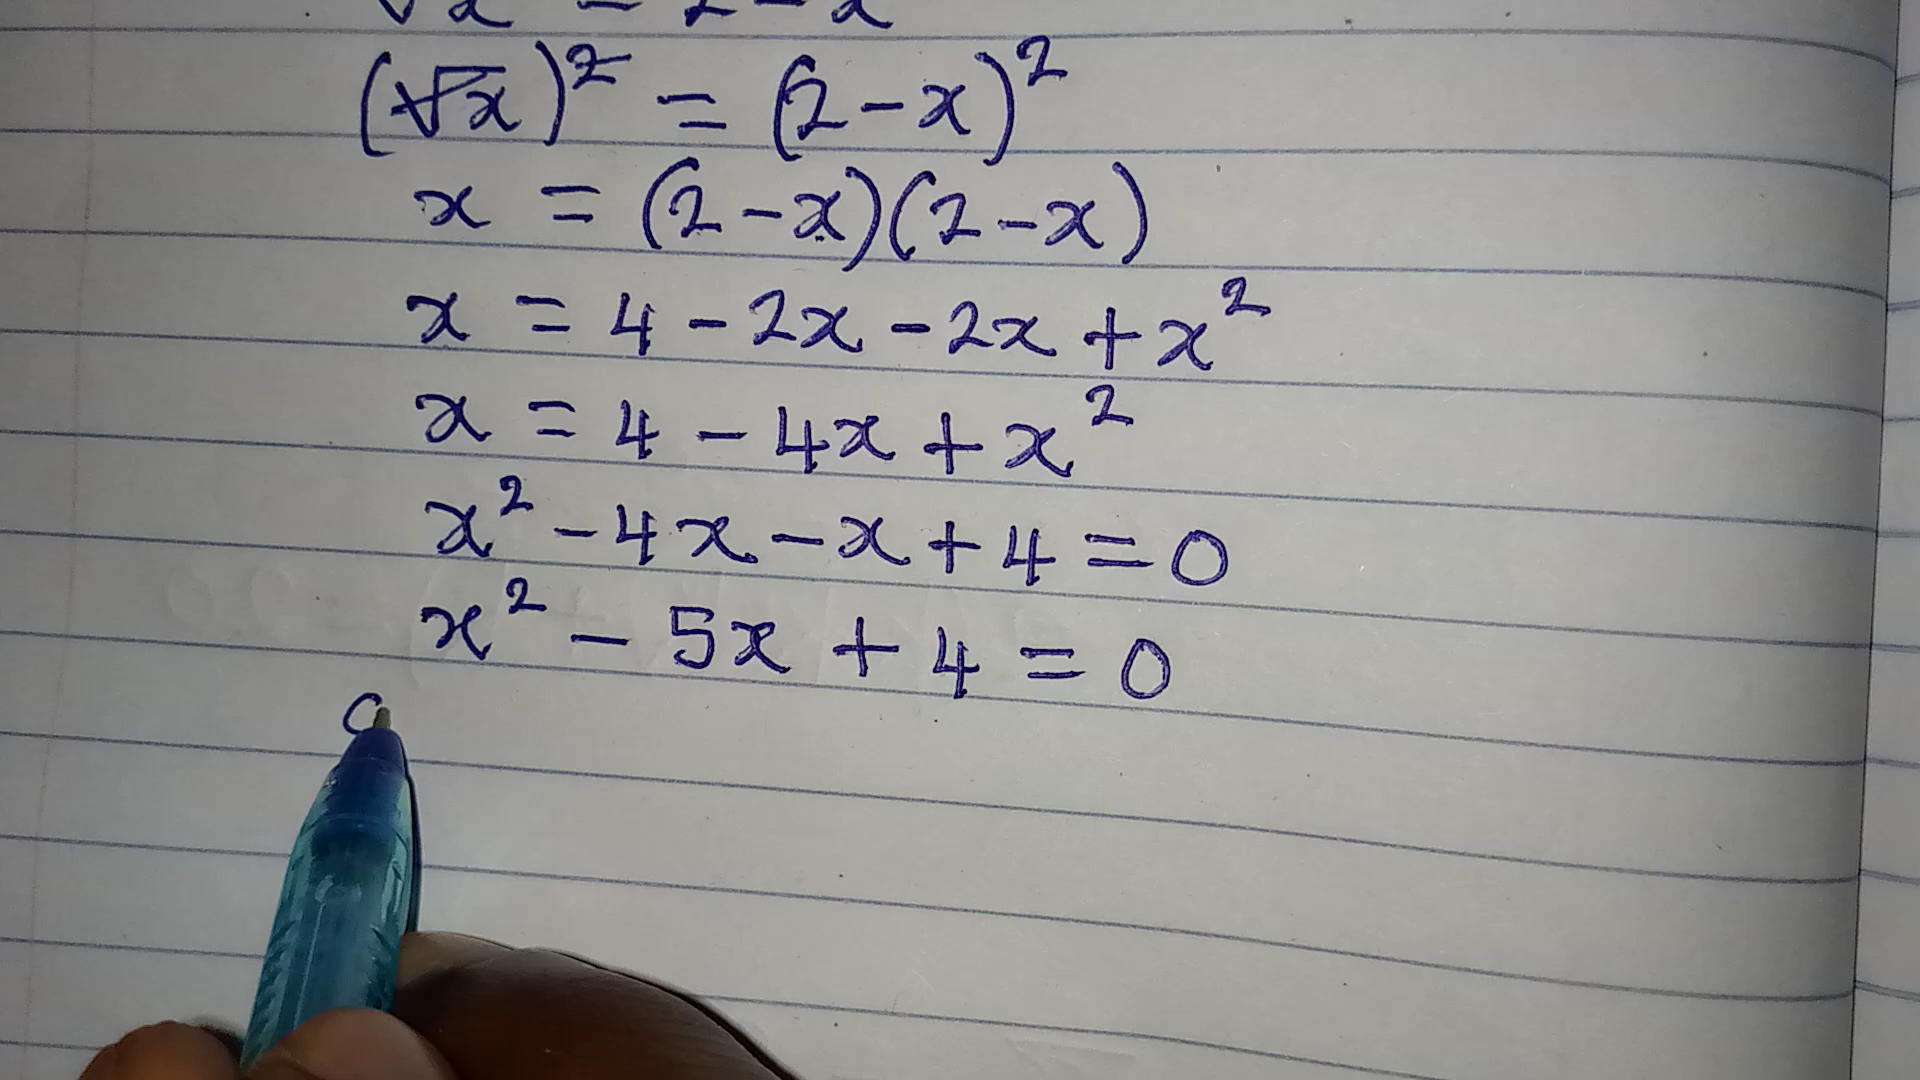 √x = 2 - x
(√x)² = (2 - x)²
x = (2 - x)(2 - x)
x = 4 - 2x - 2x + x²
x = 4 - 4x + x²
x² - 4x - x + 4 = 0
x² - 5x + 4 = 0